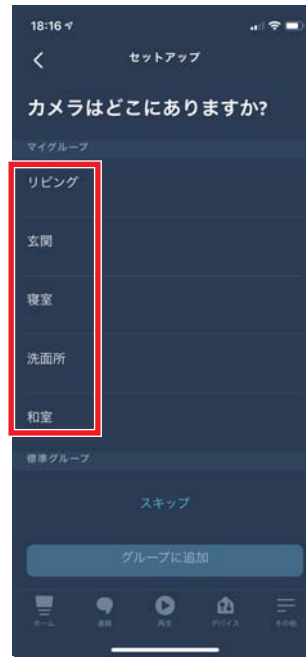 18:16
セットアップ
カメラはどこにありますか?
マイグループ
リビング
玄関
寝室
洗面所
和室
標準グループ
スキップ
グループに追加
ホーム
連絡
再生
デバイス
その他